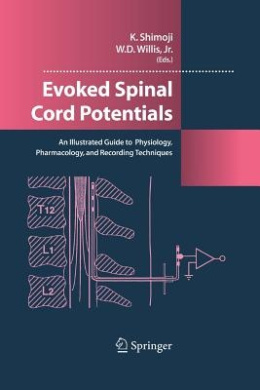 K. Shimoji
W.D. Willis, Jr.
(Eds.)
Evoked Spinal
Cord Potentials
An Illustrated Guide to Physiology,
Pharmacology, and Recording Techniques
T12
L1
L2
Springer